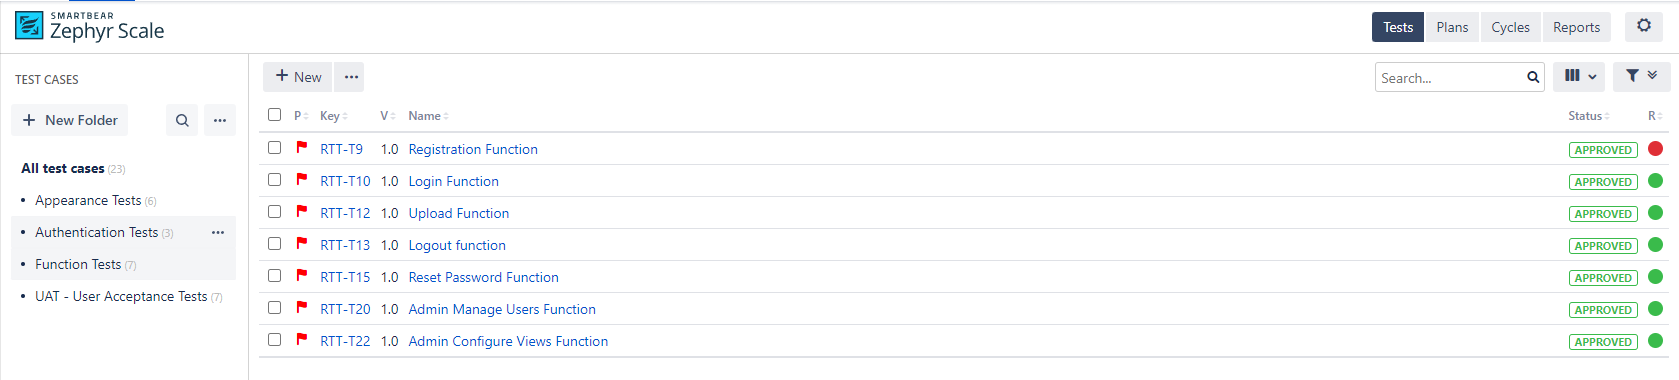 SMARTBEAR
Zephyr Scale
Tests Plans Cycles Reports
TEST CASES
New Folder
All test cases (23)
Appearance Tests (6)
Authentication Tests (3)
Function Tests (7)
UAT - User Acceptance Tests (7)
New
Search...
P Key V Name Status R
RTT-T9 1.0 Registration Function APPROVED
RTT-T10 1.0 Login Function APPROVED
RTT-T12 1.0 Upload Function APPROVED
RTT-T13 1.0 Logout function APPROVED
RTT-T15 1.0 Reset Password Function APPROVED
RTT-T20 1.0 Admin Manage Users Function APPROVED
RTT-T22 1.0 Admin Configure Views Function APPROVED